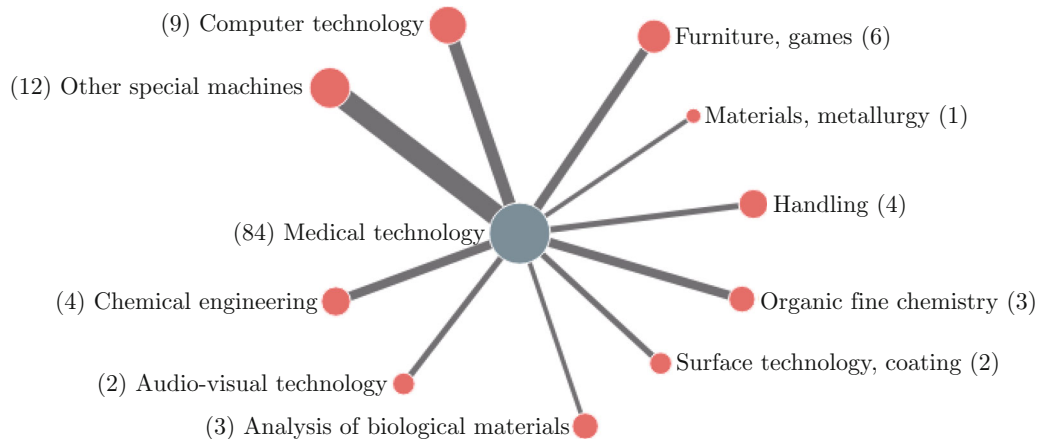 (9) Computer technology
Furniture, games (6)
(12) Other special machines
Materials, metallurgy (1)
Handling (4)
(84) Medical technology
(4) Chemical engineering
Organic fine chemistry (3)
Surface technology, coating (2)
(2) Audio-visual technology
(3) Analysis of biological materials